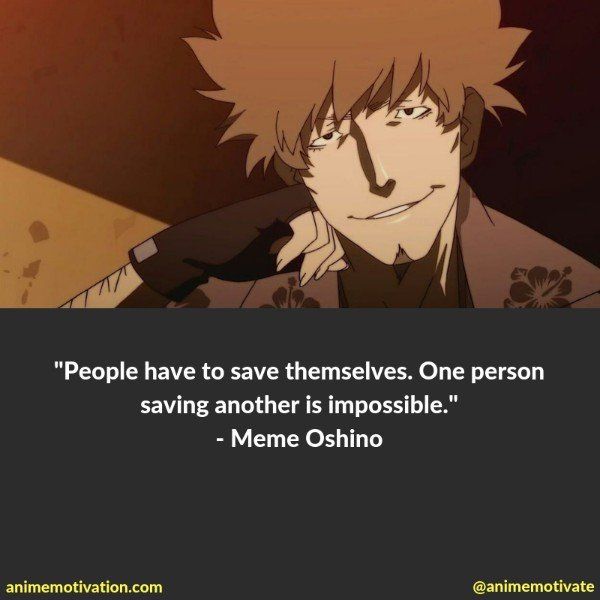 "People have to save themselves. One person
saving another is impossible."
- Meme Oshino
animemotivation.com
@animemotivate